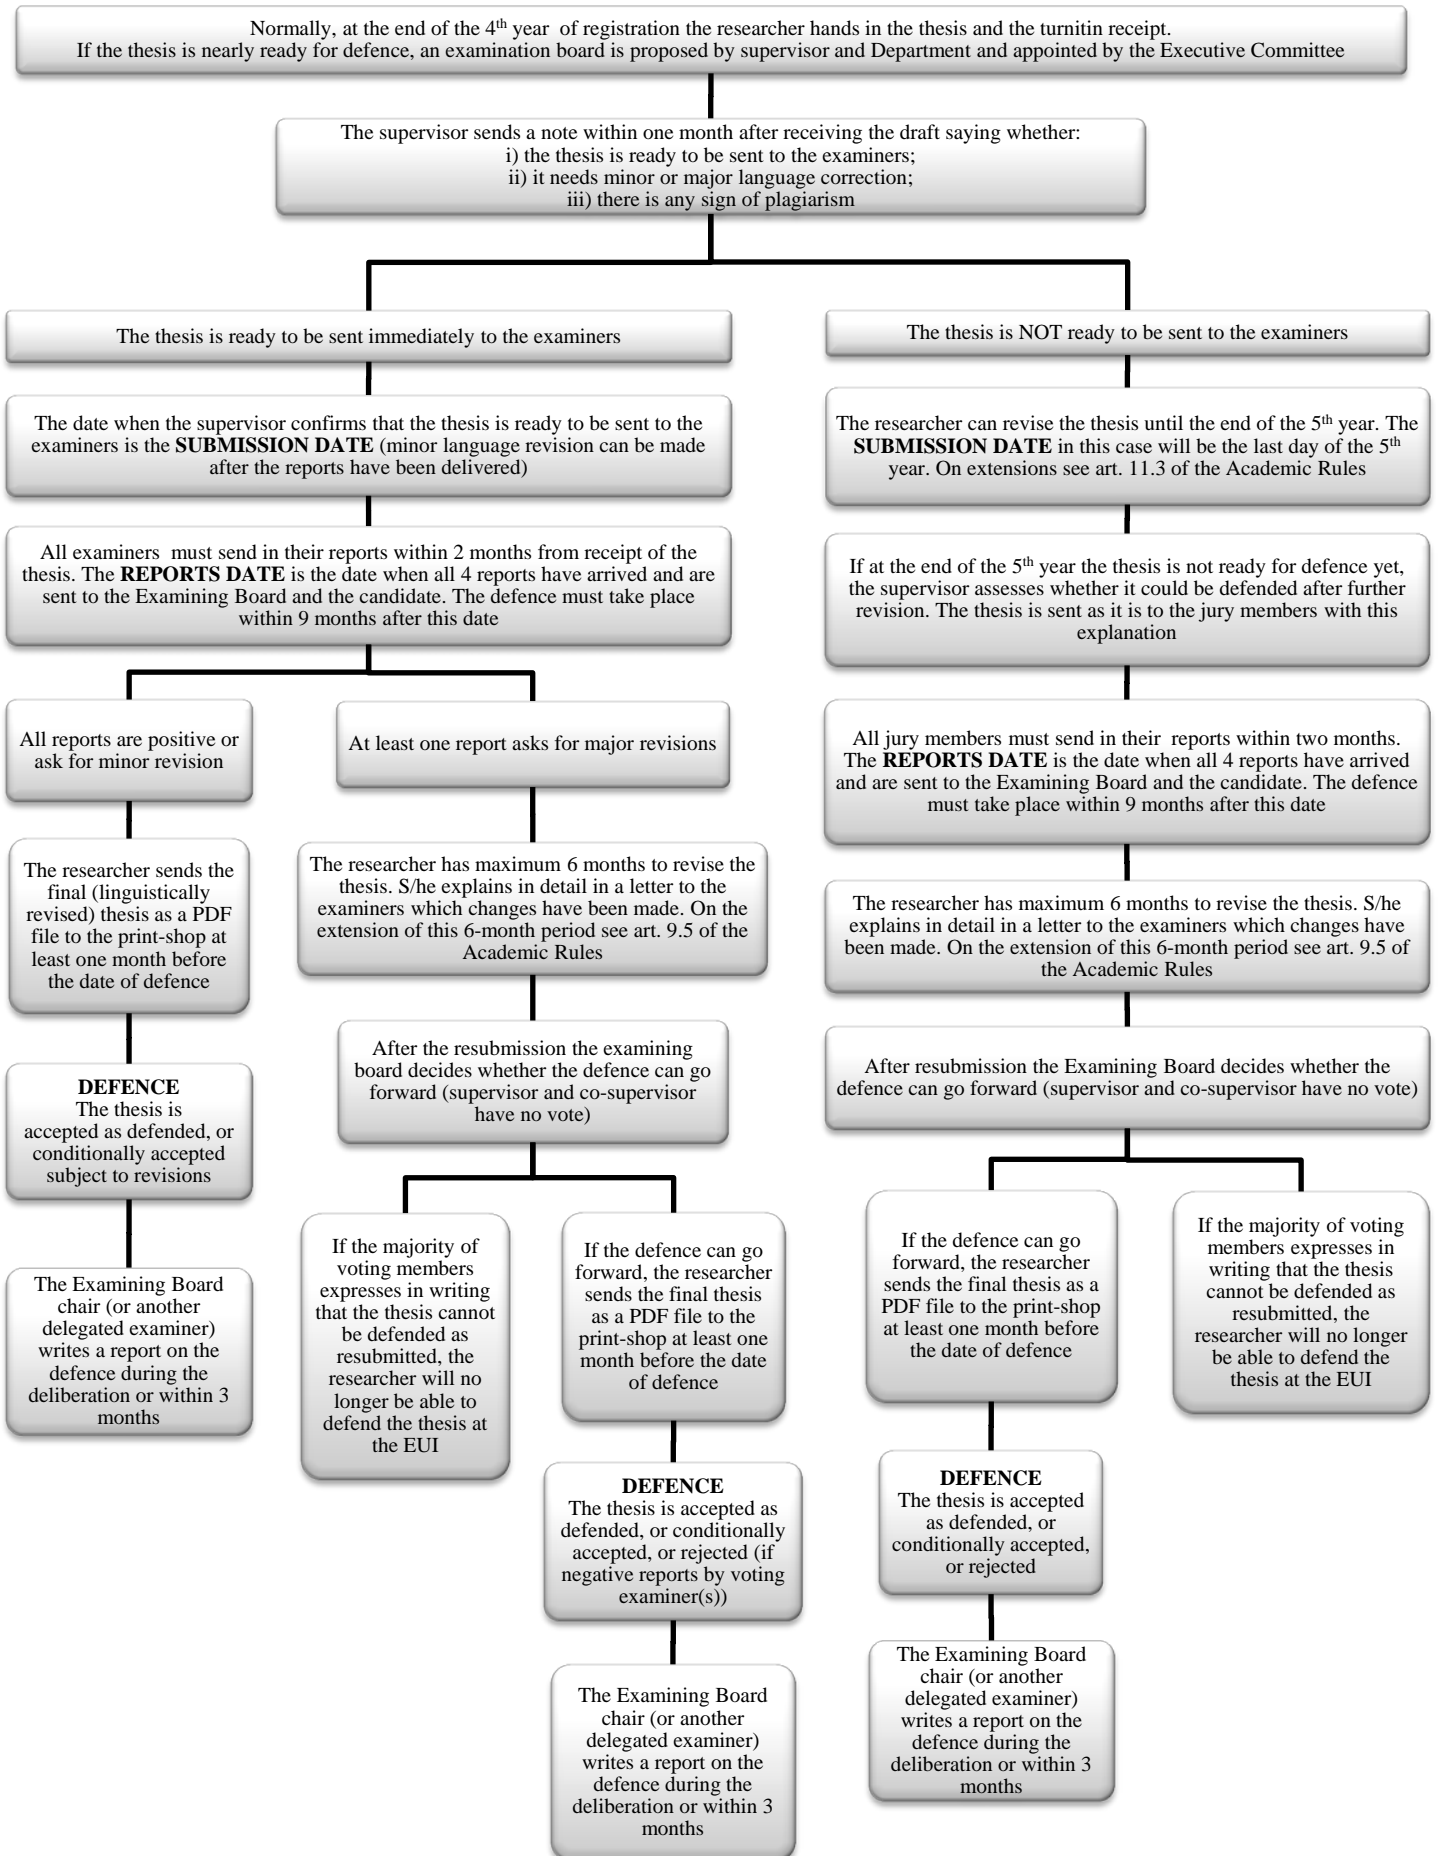 Normally, at the end of the 4th year of registration the researcher hands in the thesis and the turnitin receipt.
If the thesis is nearly ready for defence, an examination board is proposed by supervisor and Department and appointed by the Executive Committee
The supervisor sends a note within one month after receiving the draft saying whether:
i) the thesis is ready to be sent to the examiners;
ii) it needs minor or major language correction;
iii) there is any sign of plagiarism
The thesis is ready to be sent immediately to the examiners
The date when the supervisor confirms that the thesis is ready to be sent to the
examiners is the SUBMISSION DATE (minor language revision can be made
after the reports have been delivered)
All examiners must send in their reports within 2 months from receipt of the
thesis. The REPORTS DATE is the date when all 4 reports have arrived and are
sent to the Examining Board and the candidate. The defence must take place
within 9 months after this date
All reports are positive or
ask for minor revision
The researcher sends the
final (linguistically
revised) thesis as a PDF
file to the print-shop at
least one month before
the date of defence
DEFENCE
The thesis is
accepted as defended, or
conditionally accepted
subject to revisions
The Examining Board
chair (or another
delegated examiner)
writes a report on the
defence during the
deliberation or within 3
months
At least one report asks for major revisions
The researcher has maximum 6 months to revise the
thesis. S/he explains in detail in a letter to the
examiners which changes have been made. On the
extension of this 6-month period see art. 9.5 of the
Academic Rules
After the resubmission the examining
board decides whether the defence can go
forward (supervisor and co-supervisor
have no vote)
If the majority of
voting members
expresses in writing
that the thesis cannot
be defended as
resubmitted, the
researcher will no
longer be able to
defend the thesis at
the EUI
If the defence can go
forward, the researcher
sends the final thesis
as a PDF file to the
print-shop at least one
month before the date
of defence
DEFENCE
The thesis is accepted as
defended, or conditionally
accepted, or rejected (if
negative reports by voting
examiner(s))
The Examining Board
chair (or another
delegated examiner)
writes a report on the
defence during the
deliberation or within 3
months
The thesis is NOT ready to be sent to the examiners
The researcher can revise the thesis until the end of the 5th year. The
SUBMISSION DATE in this case will be the last day of the 5th
year. On extensions see art. 11.3 of the Academic Rules
If at the end of the 5th year the thesis is not ready for defence yet,
the supervisor assesses whether it could be defended after further
revision. The thesis is sent as it is to the jury members with this
explanation
All jury members must send in their reports within two months.
The REPORTS DATE is the date when all 4 reports have arrived
and are sent to the Examining Board and the candidate. The defence
must take place within 9 months after this date
The researcher has maximum 6 months to revise the thesis. S/he
explains in detail in a letter to the examiners which changes have
been made. On the extension of this 6-month period see art. 9.5 of
the Academic Rules
After resubmission the Examining Board decides whether the
defence can go forward (supervisor and co-supervisor have no vote)
If the defence can go
forward, the researcher
sends the final thesis as a
PDF file to the print-shop
at least one month before
the date of defence
DEFENCE
The thesis is accepted
as defended, or
conditionally accepted,
or rejected
The Examining Board
chair (or another
delegated examiner)
writes a report on the
defence during the
deliberation or within 3
months
If the majority of voting
members expresses in
writing that the thesis
cannot be defended as
resubmitted, the
researcher will no longer
be able to defend the
thesis at the EUI